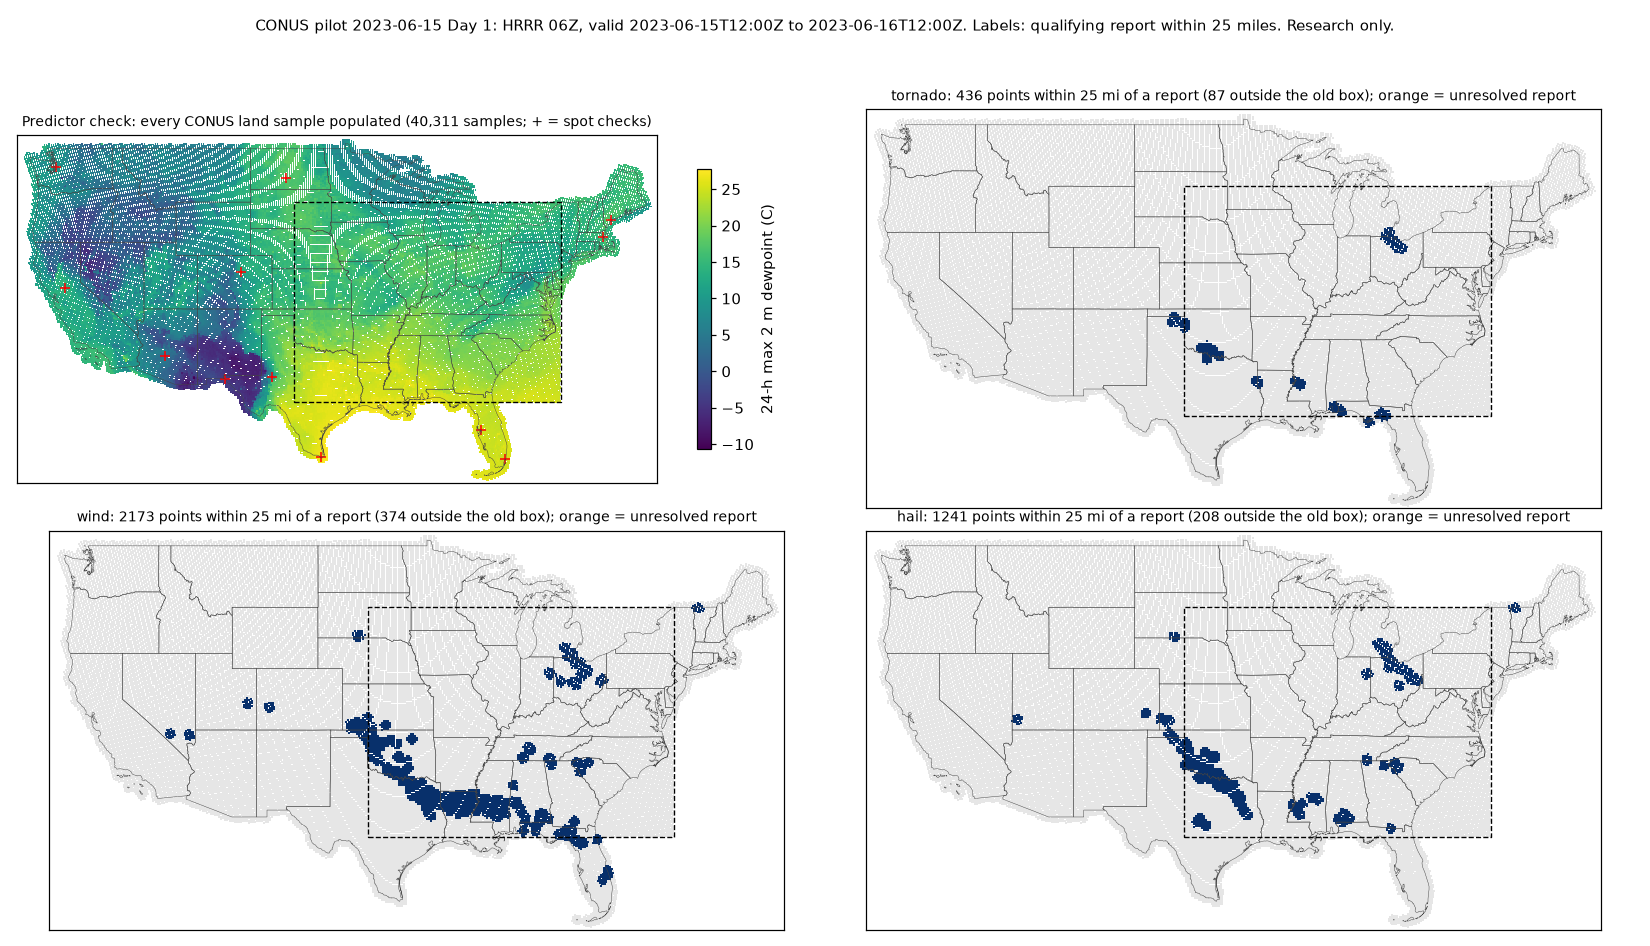 CONUS pilot 2023-06-15 Day 1: HRRR 06Z, valid 2023-06-15T12:00Z to 2023-06-16T12:00Z. Labels: qualifying report within 25 miles. Research only.
Predictor check: every CONUS land sample populated (40,311 samples; + = spot checks)
25
20
15
10
5
0
−5
−10
24-h max 2 m dewpoint (C)
tornado: 436 points within 25 mi of a report (87 outside the old box); orange = unresolved report
wind: 2173 points within 25 mi of a report (374 outside the old box); orange = unresolved report
hail: 1241 points within 25 mi of a report (208 outside the old box); orange = unresolved report